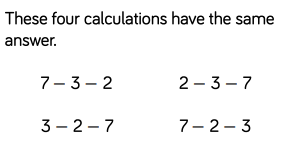 These four calculations have the same
answer.
7 – 3 – 2 2 – 3 – 7
3 – 2 – 7 7 – 2 – 3